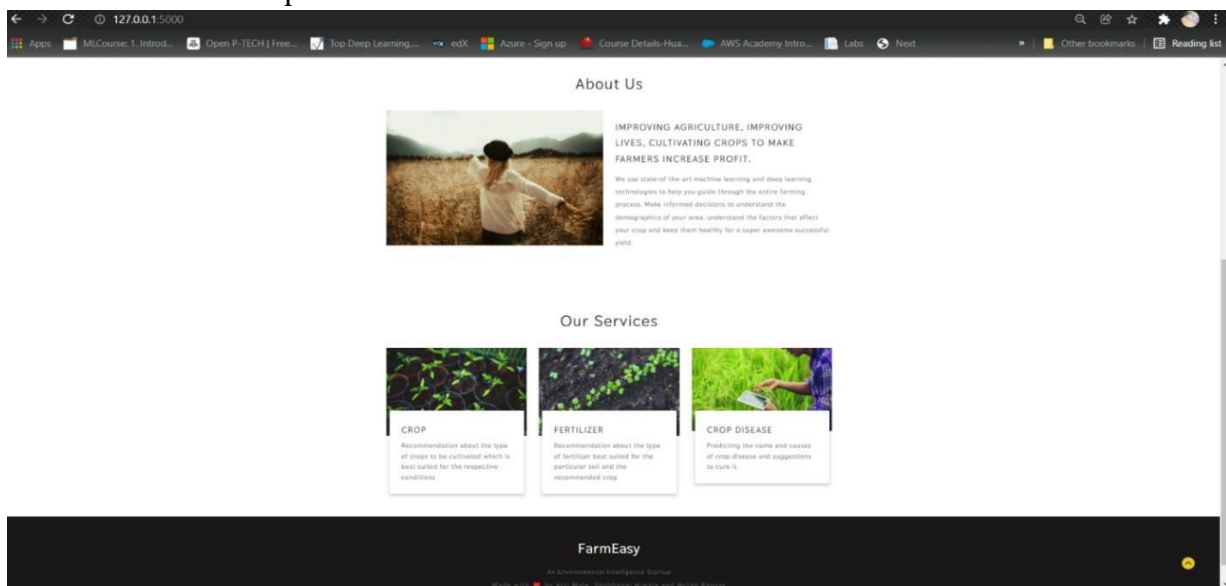 127.0.0.1:5000
Apps MLCourse: 1. Introd... Open P-TECH | Free... Top Deep Learning,... edX Azure - Sign up Course Details-Hua... AWS Academy Intro... Labs Next » Other bookmarks Reading list
About Us
IMPROVING AGRICULTURE, IMPROVING
LIVES, CULTIVATING CROPS TO MAKE
FARMERS INCREASE PROFIT.
We use state-of-the-art machine learning and deep learning
technologies to help you guide through the entire farming
process. Make informed decisions to understand the
demographics of your area, understand the factors that affect
your crop and keep them healthy for a super awesome successful
yield.
Our Services
CROP
Recommendation about the type
of crops to be cultivated which is
best suited for the respective
conditions
FERTILIZER
Recommendation about the type
of fertilizer best suited for the
particular soil and the
recommended crop
CROP DISEASE
Predicting the name and causes
of crop disease and suggestions
to cure it
FarmEasy
An Environmental Intelligence Startup
Made with by